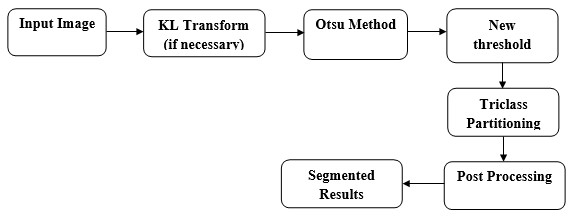 Input Image
KL Transform
(if necessary)
Otsu Method
New
threshold
Triclass
Partitioning
Post Processing
Segmented
Results